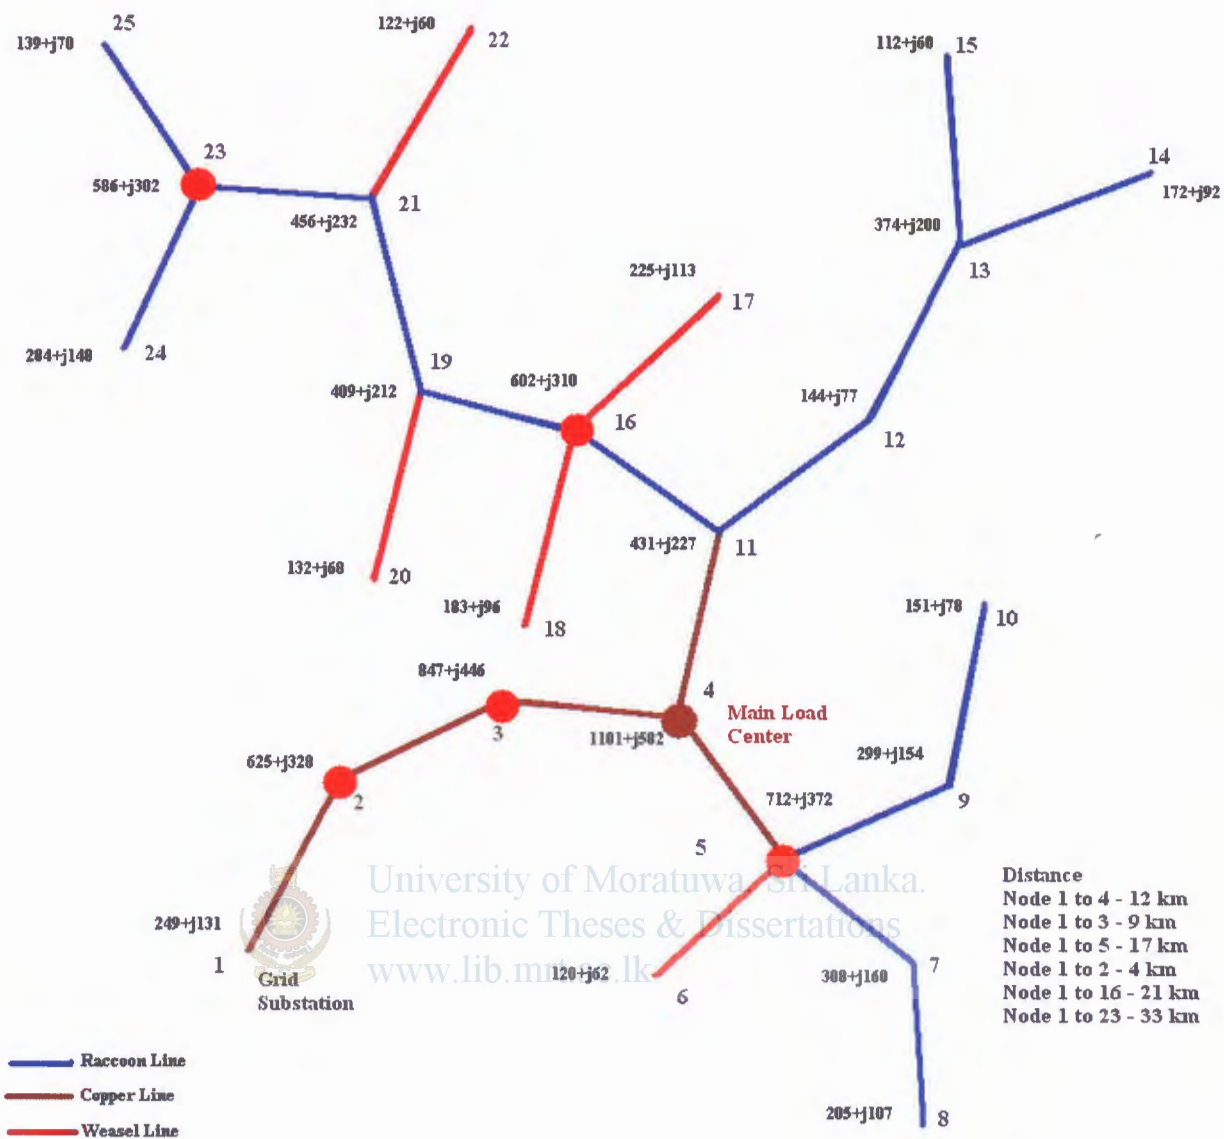 25
139+j70
122+j60
22
112+j60
15
23
586+j302
14
172+j92
456+j232
21
374+j200
13
225+j113
17
284+j148
24
19
409+j212
602+j310
16
144+j77
12
431+j227
11
132+j68
20
183+j96
18
151+j78
10
847+j446
3
4
1101+j582
Main Load
Center
625+j328
2
299+j154
9
712+j372
5
University of Moratuwa, Sri Lanka.
Electronic Theses & Dissertations
www.lib.mrt.ac.lk
249+j131
1
Grid
Substation
120+j62
6
308+j160
7
205+j107
8
Distance
Node 1 to 4 - 12 km
Node 1 to 3 - 9 km
Node 1 to 5 - 17 km
Node 1 to 2 - 4 km
Node 1 to 16 - 21 km
Node 1 to 23 - 33 km
Raccoon Line
Copper Line
Weasel Line